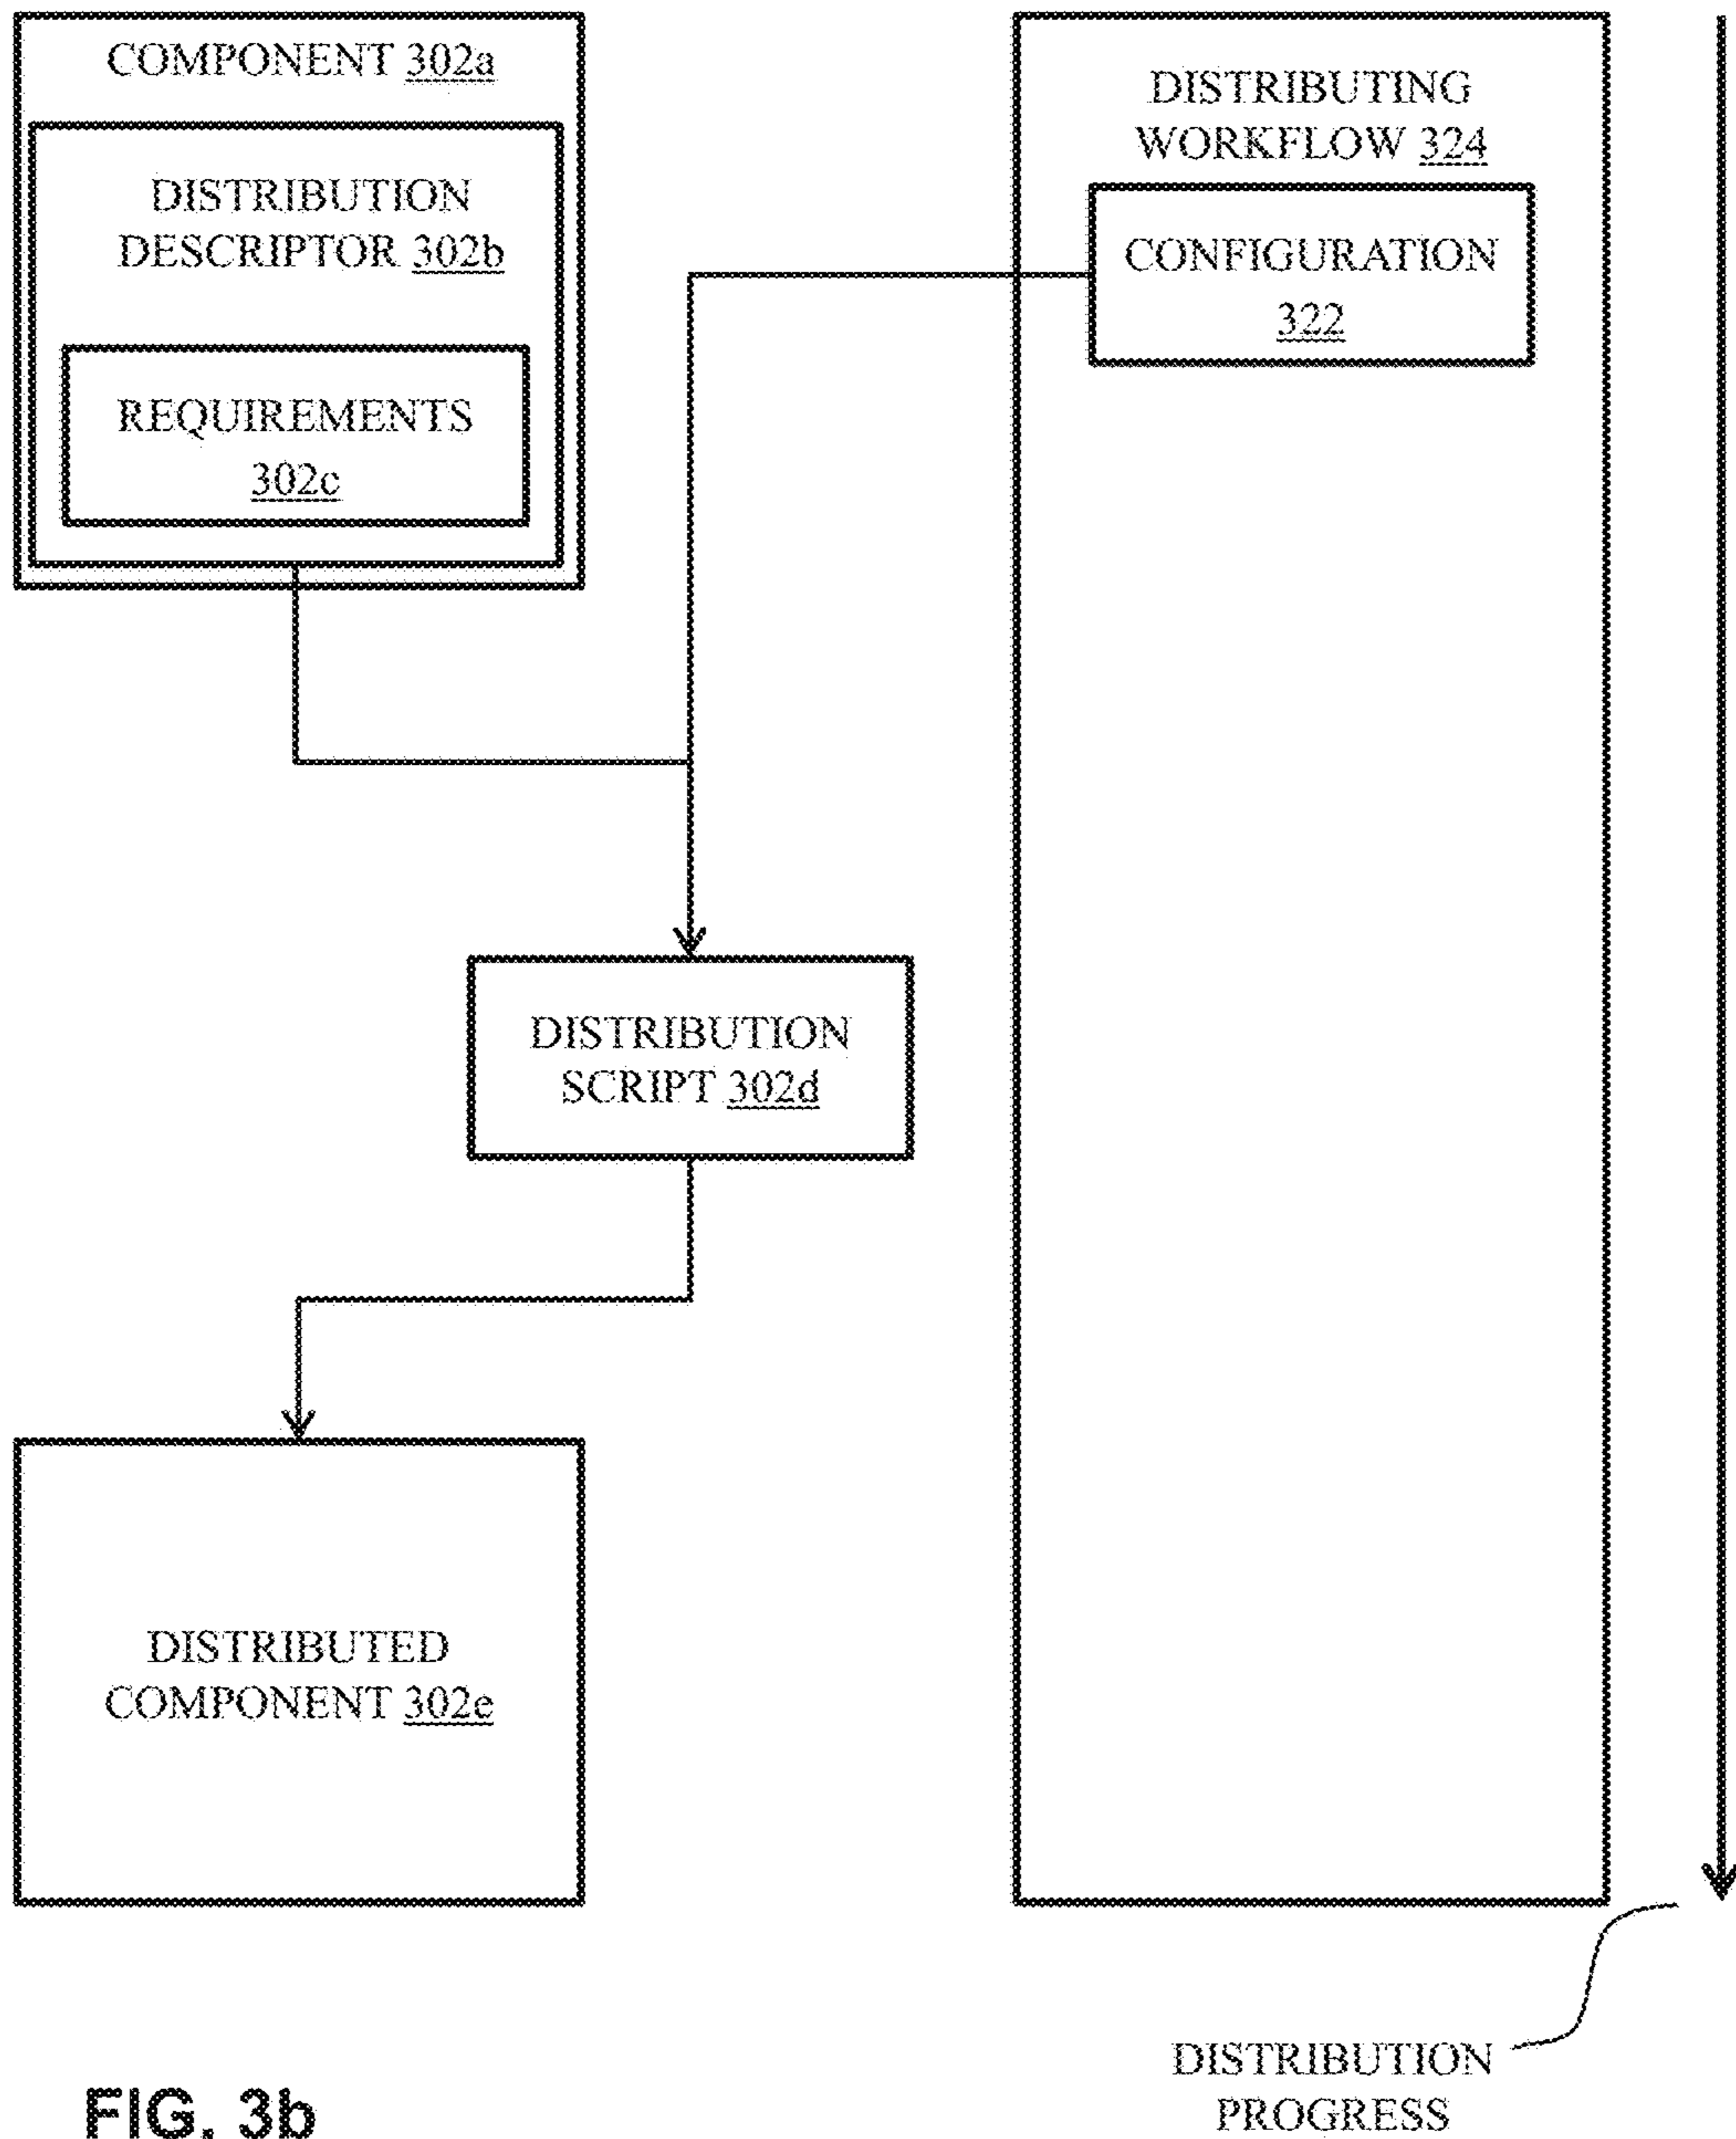 COMPONENT 302a
DISTRIBUTION
DESCRIPTOR 302b
REQUIREMENTS
302c
DISTRIBUTING
WORKFLOW 324
CONFIGURATION
322
DISTRIBUTION
SCRIPT 302d
DISTRIBUTED
COMPONENT 302e
DISTRIBUTION
PROGRESS
FIG. 3b